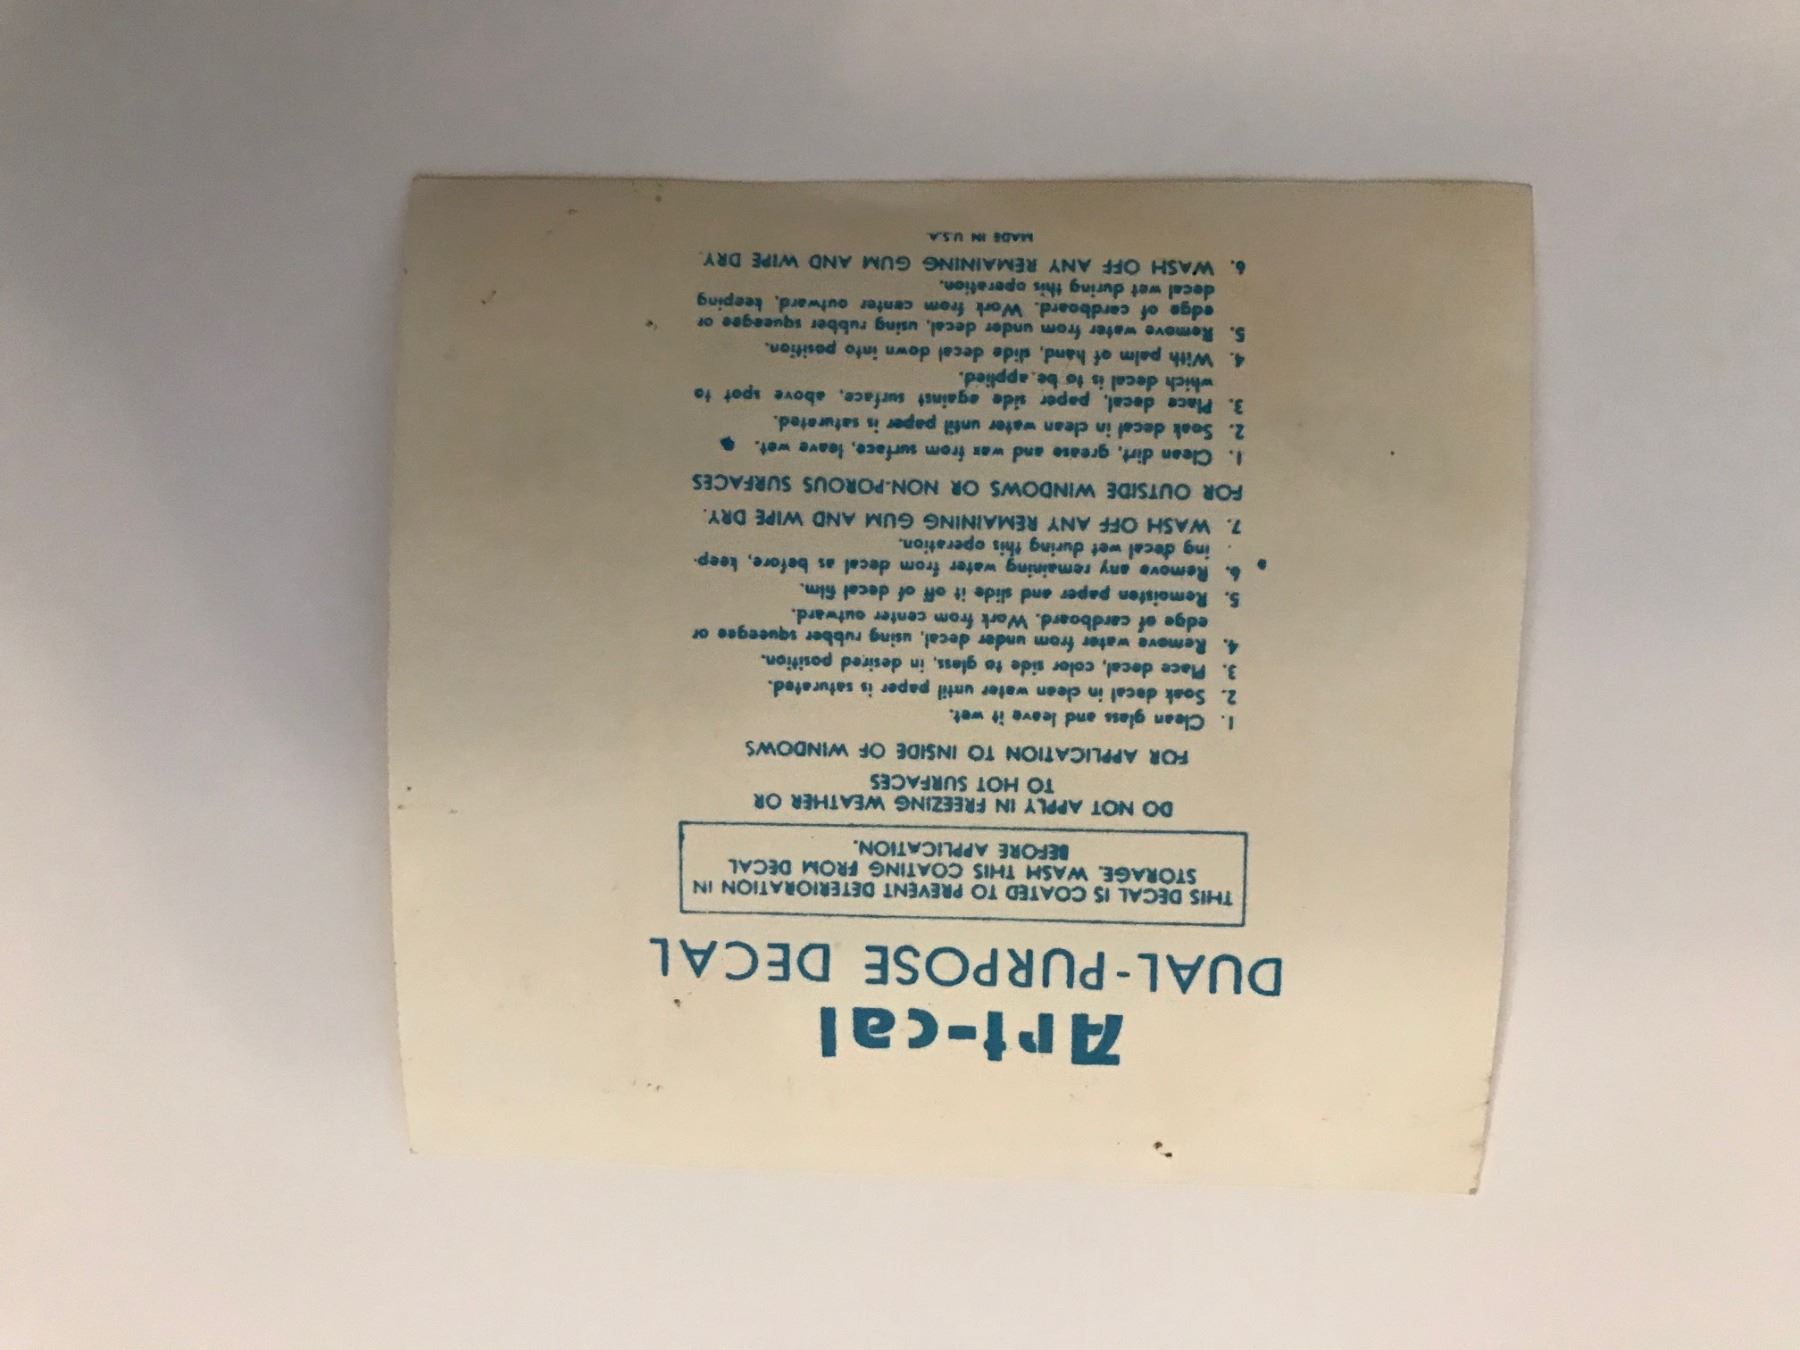 Art-cal
DUAL-PURPOSE DECAL
THIS DECAL IS COATED TO PREVENT DETERIORATION IN
STORAGE. WASH THIS COATING FROM DECAL
BEFORE APPLICATION.
DO NOT APPLY IN FREEZING WEATHER OR
TO HOT SURFACES
FOR APPLICATION TO INSIDE OF WINDOWS
1. Clean glass and leave it wet.
2. Soak decal in clean water until paper is saturated.
3. Place decal, color side to glass, in desired position.
4. Remove water from under decal, using rubber squeegee or
edge of cardboard. Work from center outward.
5. Remoisten paper and slide it off of decal film.
6. Remove any remaining water from decal as before, keep-
ing decal wet during this operation.
7. WASH OFF ANY REMAINING GUM AND WIPE DRY.
FOR OUTSIDE WINDOWS OR NON-POROUS SURFACES
1. Clean dirt, grease and wax from surface, leave wet.
2. Soak decal in clean water until paper is saturated.
3. Place decal, paper side against surface, above spot to
which decal is to be applied.
4. With palm of hand, slide decal down into position.
5. Remove water from under decal, using rubber squeegee or
edge of cardboard. Work from center outward, keeping
decal wet during this operation.
6. WASH OFF ANY REMAINING GUM AND WIPE DRY.
MADE IN U.S.A.